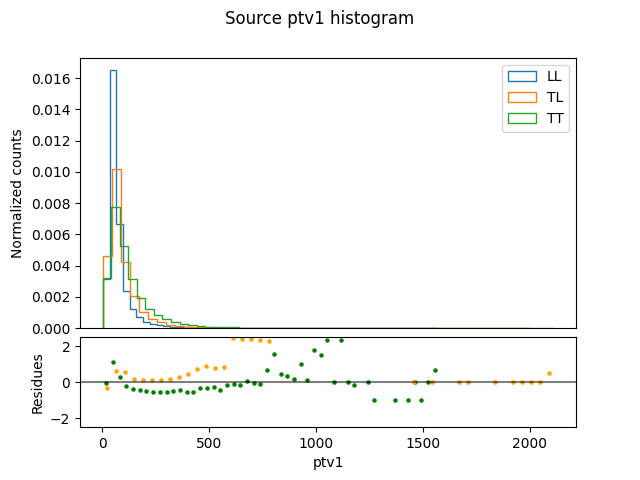 Source ptv1 histogram
0.016
0.014
0.012
0.010
0.008
0.006
0.004
0.002
0.000
Normalized counts
LL
TL
TT
2
0
−2
Residues
0
500
1000
1500
2000
ptv1